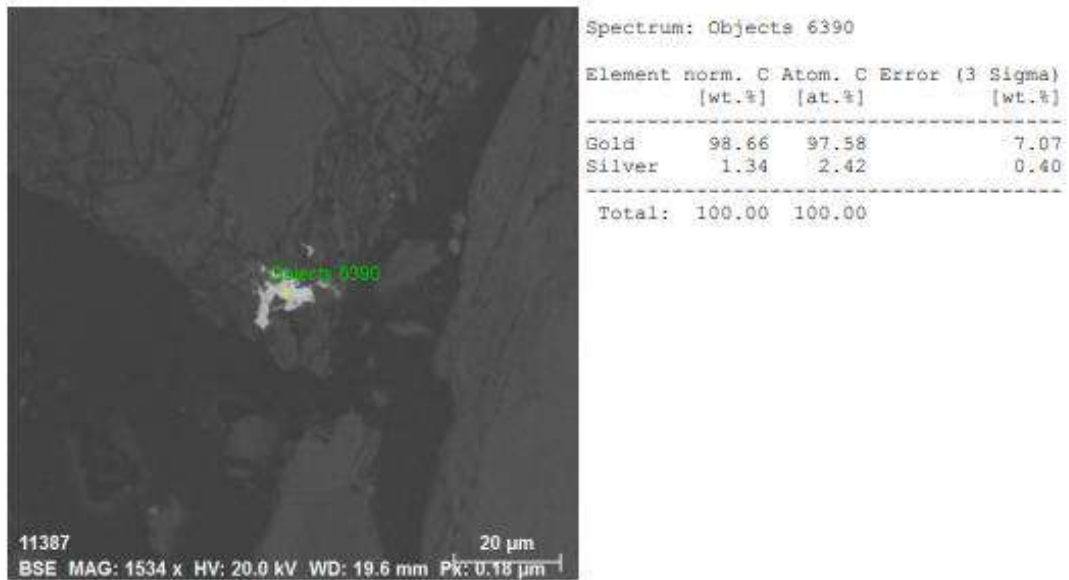 Spectrum: Objects 6390
Element norm. C Atom. C Error (3 Sigma)
[wt.%] [at.%] [wt.%]
Gold 98.66 97.58 7.07
Silver 1.34 2.42 0.40
Total: 100.00 100.00
Objects 6390
11387
20 µm
BSE MAG: 1534 x HV: 20.0 kV WD: 19.6 mm Px: 0.18 µm